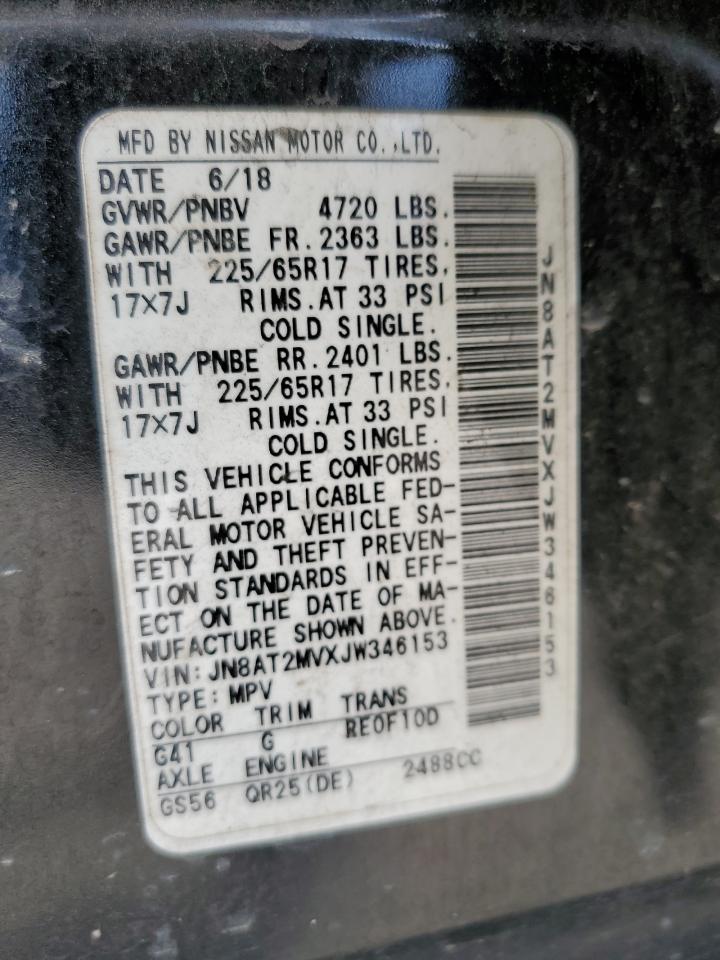 MFD BY NISSAN MOTOR CO.,LTD.
DATE 6/18
GVWR/PNBV 4720 LBS.
GAWR/PNBE FR.2363 LBS.
WITH 225/65R17 TIRES,
17×7J RIMS.AT 33 PSI
COLD SINGLE.
GAWR/PNBE RR.2401 LBS.
WITH 225/65R17 TIRES,
17×7J RIMS.AT 33 PSI
COLD SINGLE.
THIS VEHICLE CONFORMS
TO ALL APPLICABLE FED-
ERAL MOTOR VEHICLE SA-
FETY AND THEFT PREVEN-
TION STANDARDS IN EFF-
ECT ON THE DATE OF MA-
NUFACTURE SHOWN ABOVE.
VIN:JN8AT2MVXJW346153
TYPE:MPV
COLOR TRIM TRANS
G41 G RE0F10D
AXLE ENGINE
GS56 QR25(DE) 2488CC
JN8AT2MVXJW346153